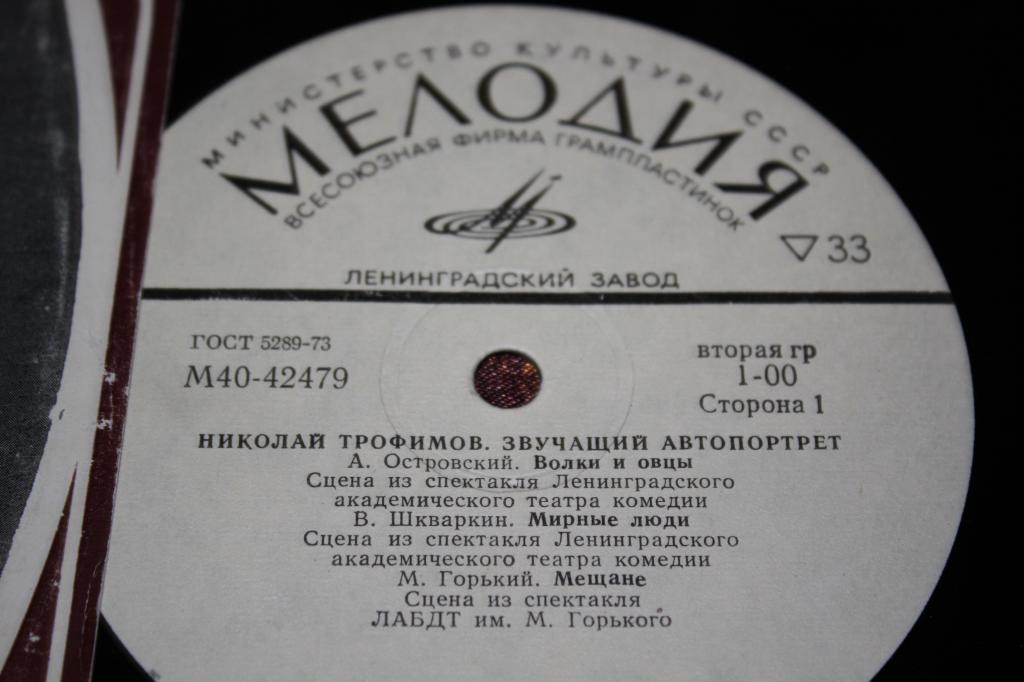 МИНИСТЕРСТВО КУЛЬТУРЫ СССР
МЕЛОДИЯ
ВСЕСОЮЗНАЯ ФИРМА ГРАМПЛАСТИНОК
▽ 33
ЛЕНИНГРАДСКИЙ ЗАВОД
ГОСТ 5289-73
М40-42479
вторая гр
1-00
Сторона 1
НИКОЛАЙ ТРОФИМОВ. ЗВУЧАЩИЙ АВТОПОРТРЕТ
А. Островский. Волки и овцы
Сцена из спектакля Ленинградского
академического театра комедии
В. Шкваркин. Мирные люди
Сцена из спектакля Ленинградского
академического театра комедии
М. Горький. Мещане
Сцена из спектакля
ЛАБДТ им. М. Горького